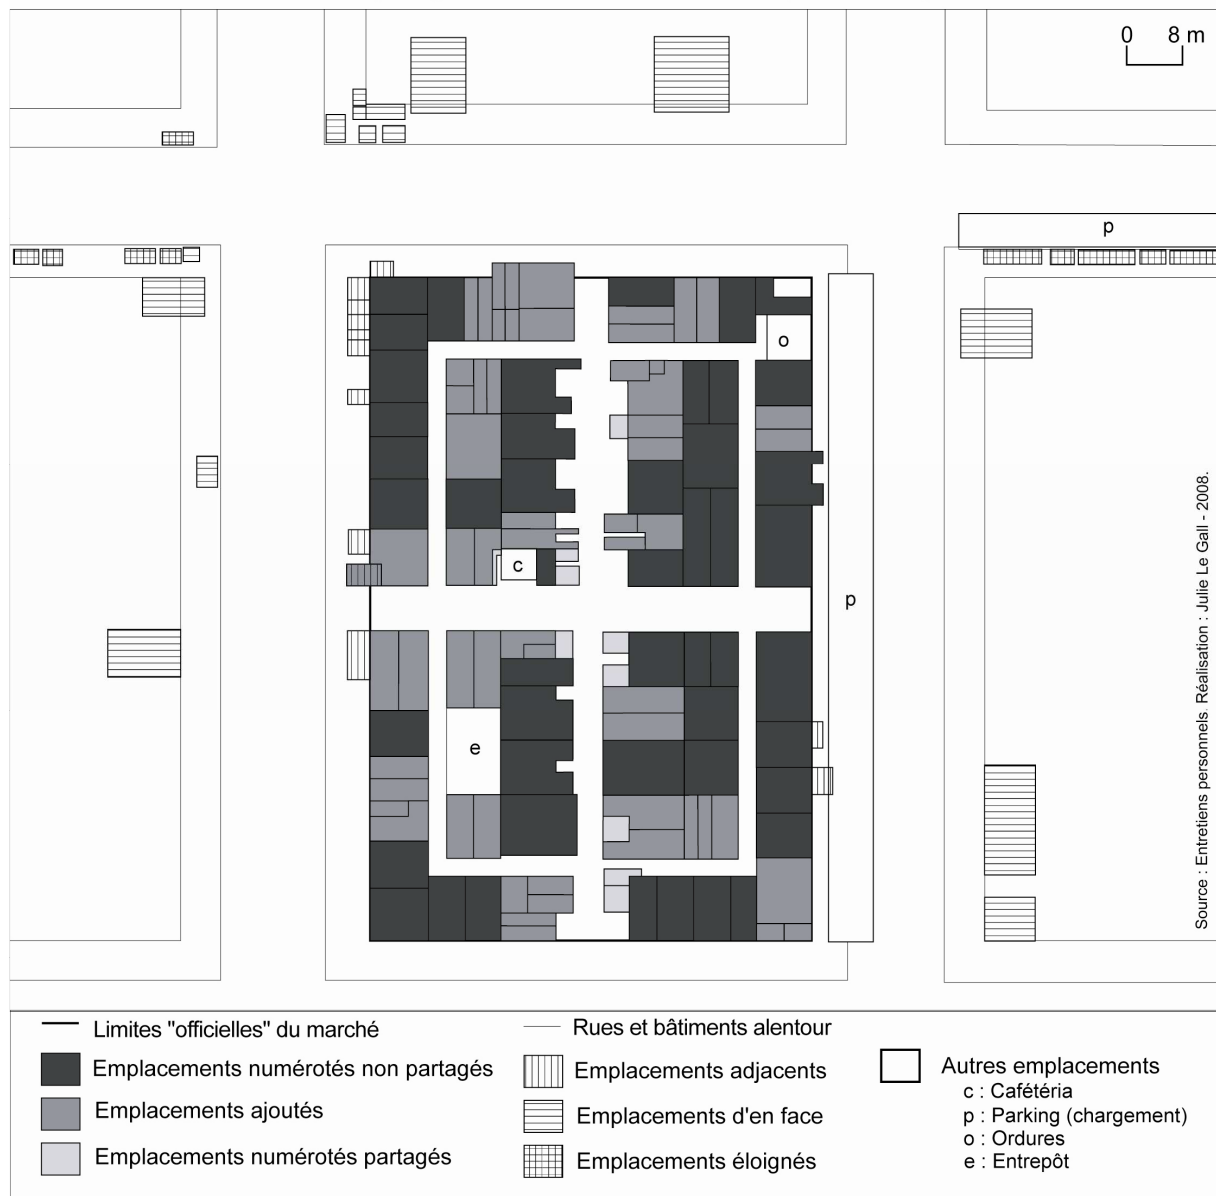 0 8 m
p
o
c
p
e
Source : Entretiens personnels. Réalisation : Julie Le Gall - 2008.
Limites "officielles" du marché
Emplacements numérotés non partagés
Emplacements ajoutés
Emplacements numérotés partagés
Rues et bâtiments alentour
Emplacements adjacents
Emplacements d'en face
Emplacements éloignés
Autres emplacements
c : Cafétéria
p : Parking (chargement)
o : Ordures
e : Entrepôt